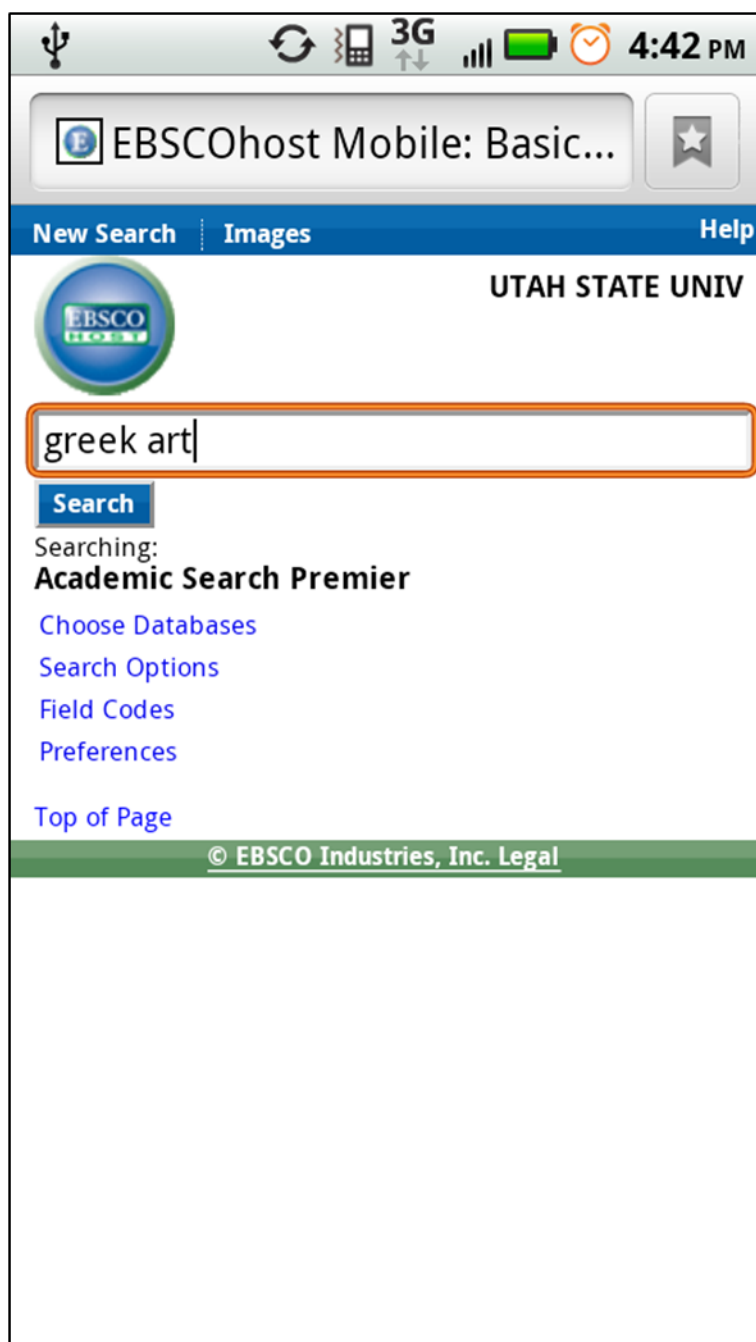 3G 4:42 PM
EBSCOhost Mobile: Basic...
New Search Images Help
EBSCO
HOST
UTAH STATE UNIV
greek art
Search
Searching:
Academic Search Premier
Choose Databases
Search Options
Field Codes
Preferences
Top of Page
© EBSCO Industries, Inc. Legal